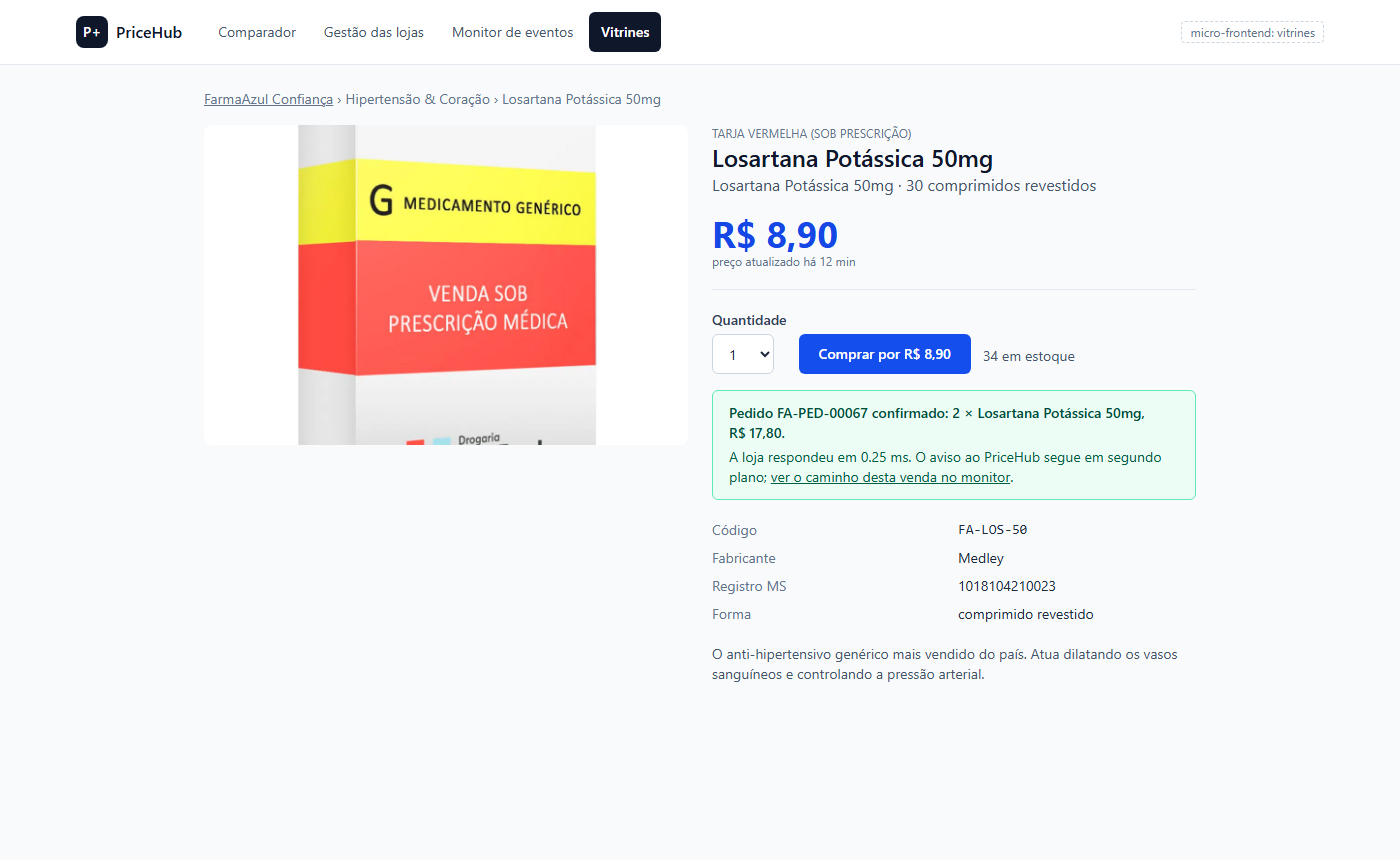 P+ PriceHub Comparador Gestão das lojas Monitor de eventos Vitrines micro-frontend: vitrines
FarmaAzul Confiança › Hipertensão & Coração › Losartana Potássica 50mg
G MEDICAMENTO GENÉRICO
VENDA SOB
PRESCRIÇÃO MÉDICA
Drogaria
TARJA VERMELHA (SOB PRESCRIÇÃO)
Losartana Potássica 50mg
Losartana Potássica 50mg · 30 comprimidos revestidos
R$ 8,90
preço atualizado há 12 min
Quantidade
1 Comprar por R$ 8,90 34 em estoque
Pedido FA-PED-00067 confirmado: 2 × Losartana Potássica 50mg,
R$ 17,80.
A loja respondeu em 0.25 ms. O aviso ao PriceHub segue em segundo
plano; ver o caminho desta venda no monitor.
Código FA-LOS-50
Fabricante Medley
Registro MS 1018104210023
Forma comprimido revestido
O anti-hipertensivo genérico mais vendido do país. Atua dilatando os vasos
sanguíneos e controlando a pressão arterial.